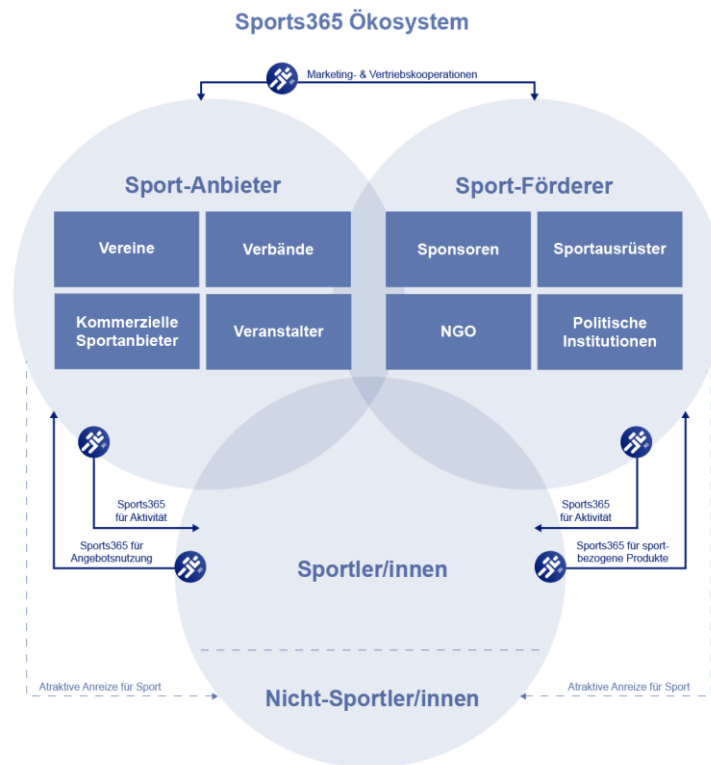 Sports365 Ökosystem
Marketing- & Vertriebskooperationen
Sport-Anbieter
Sport-Förderer
Vereine
Verbände
Sponsoren
Sportausrüster
Kommerzielle
Sportanbieter
Veranstalter
NGO
Politische
Institutionen
Sports365
für Aktivität
Sports365
für Aktivität
Sports365 für
Angebotsnutzung
Sports365 für sport-
bezogene Produkte
Sportler/innen
Atraktive Anreize für Sport
Nicht-Sportler/innen
Atraktive Anreize für Sport